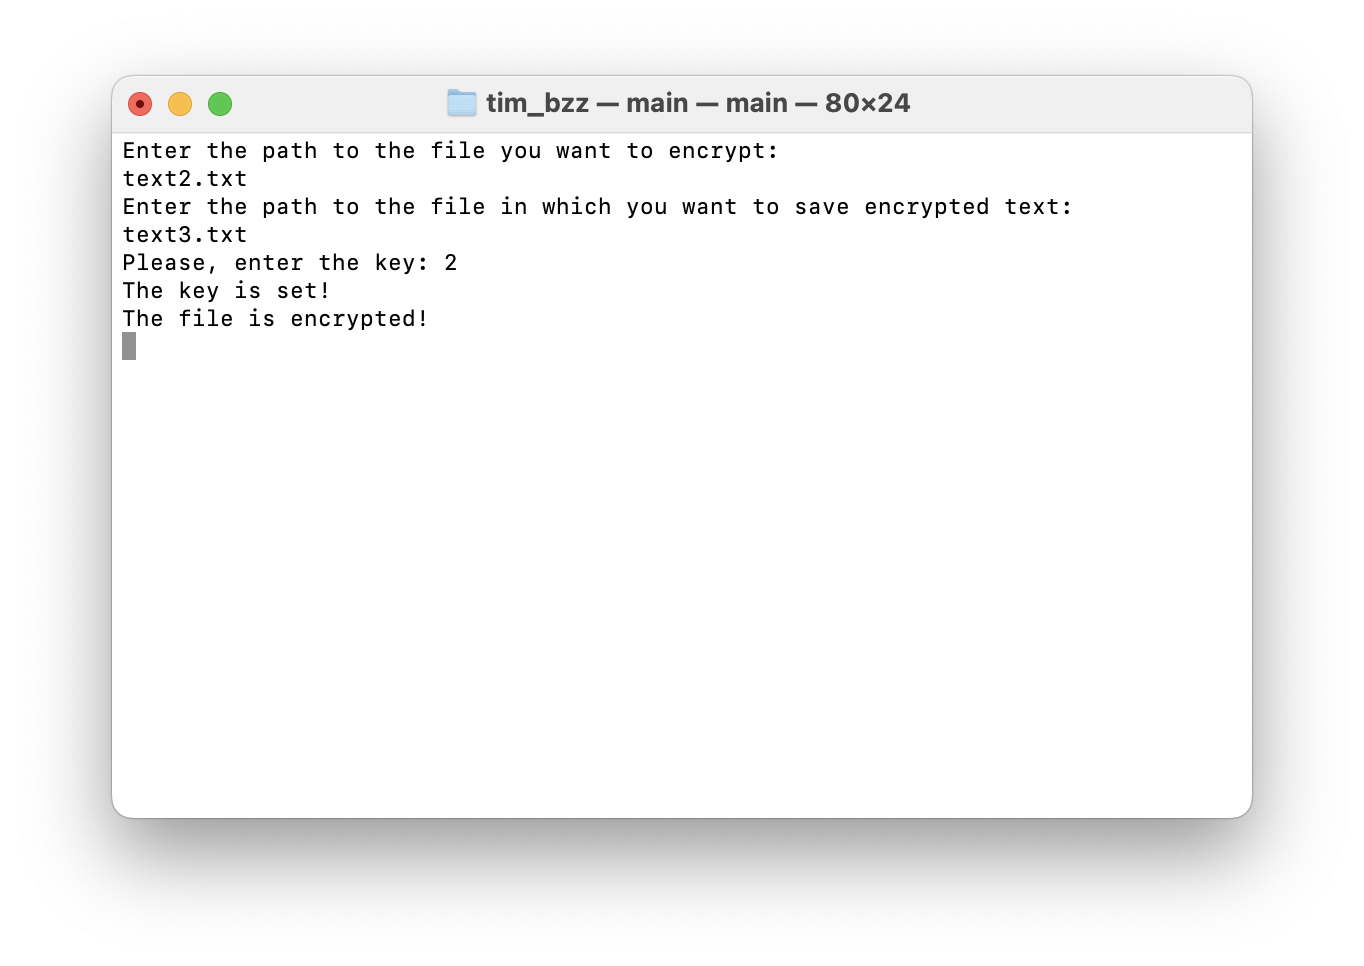 tim_bzz — main — main — 80×24
Enter the path to the file you want to encrypt:
text2.txt
Enter the path to the file in which you want to save encrypted text:
text3.txt
Please, enter the key: 2
The key is set!
The file is encrypted!